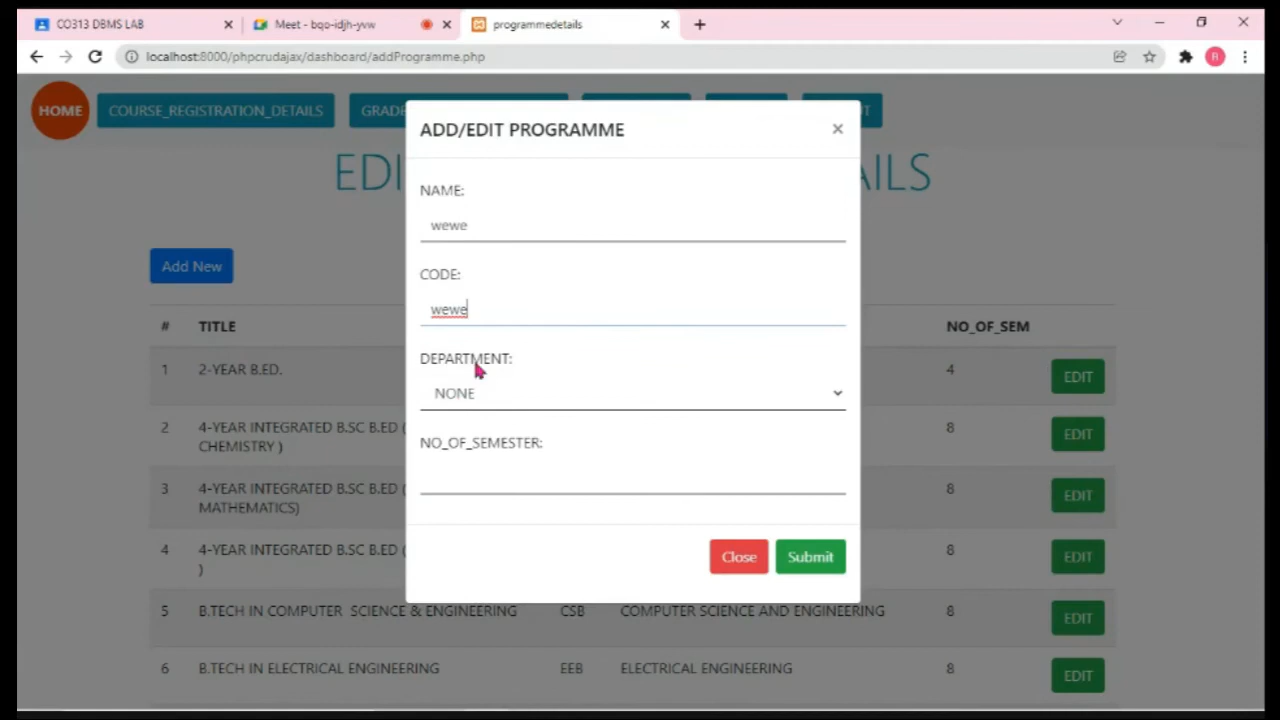 CO313 DBMS LAB
Meet - bqo-idjh-yvw
programmedetails
localhost:8000/phpcrudajax/dashboard/addProgramme.php
R
HOME
COURSE_REGISTRATION_DETAILS
GRADE
T
ADD/EDIT PROGRAMME
EDI
AILS
NAME:
wewe
Add New
CODE:
wewe
# TITLE NO_OF_SEM
DEPARTMENT:
NONE
1 2-YEAR B.ED. 4 EDIT
NO_OF_SEMESTER:
2 4-YEAR INTEGRATED B.SC B.ED ( 8 EDIT
CHEMISTRY )
3 4-YEAR INTEGRATED B.SC B.ED ( 8 EDIT
MATHEMATICS)
4 4-YEAR INTEGRATED B.SC B.ED ( 8 EDIT
)
Close Submit
5 B.TECH IN COMPUTER SCIENCE & ENGINEERING CSB COMPUTER SCIENCE AND ENGINEERING 8 EDIT
6 B.TECH IN ELECTRICAL ENGINEERING EEB ELECTRICAL ENGINEERING 8 EDIT